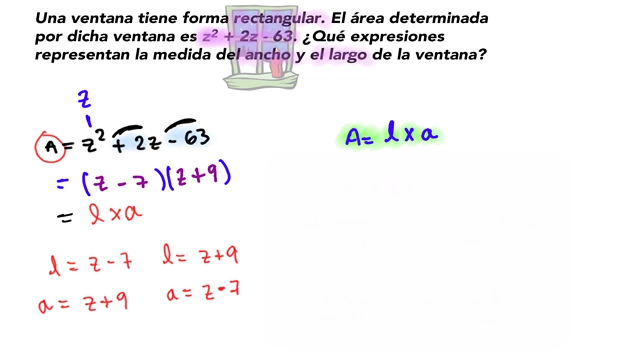 Una ventana tiene forma rectangular. El área determinada
por dicha ventana es z² + 2z - 63. ¿Qué expresiones
representan la medida del ancho y el largo de la ventana?
z
A = z² + 2z - 63
A = l x a
= (z - 7)(z + 9)
= l x a
l = z - 7 l = z + 9
a = z + 9 a = z - 7